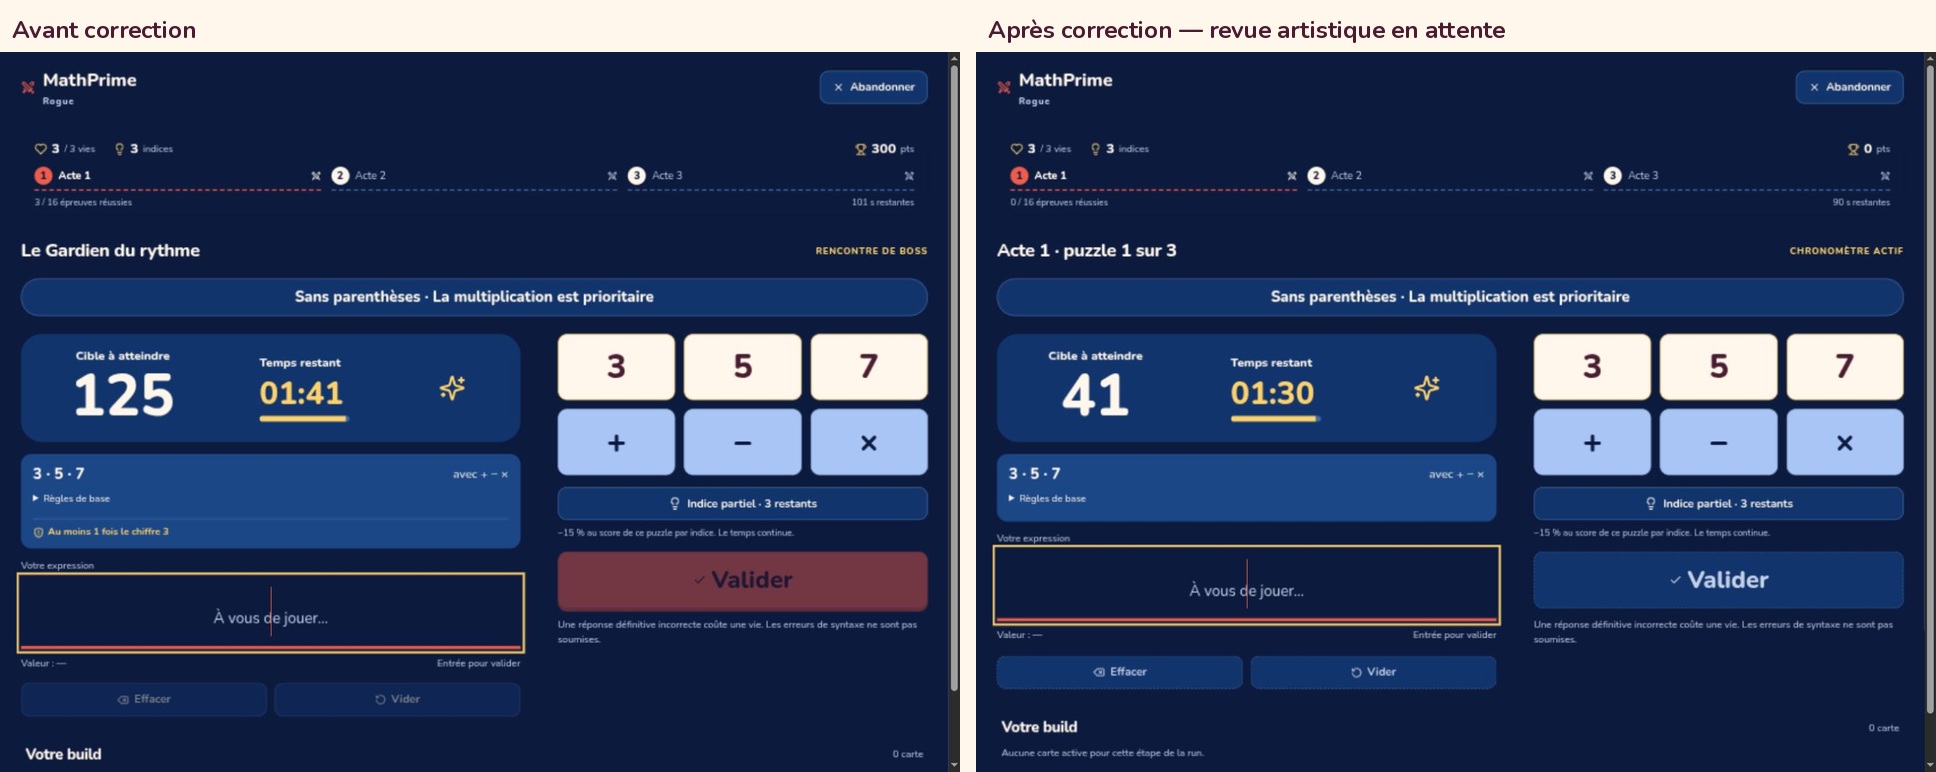 Avant correction
MathPrime
Rogue
Abandonner
3 / 3 vies 3 indices 300 pts
1 Acte 1 2 Acte 2 3 Acte 3
3 / 16 épreuves réussies 101 s restantes
Le Gardien du rythme RENCONTRE DE BOSS
Sans parenthèses · La multiplication est prioritaire
Cible à atteindre
125
Temps restant
01:41
3 · 5 · 7 avec + − ×
Règles de base
Au moins 1 fois le chiffre 3
Votre expression
À vous de jouer...
Valeur : — Entrée pour valider
Effacer Vider
3 5 7
+ − ×
Indice partiel · 3 restants
−15 % au score de ce puzzle par indice. Le temps continue.
Valider
Une réponse définitive incorrecte coûte une vie. Les erreurs de syntaxe ne sont pas
soumises.
Votre build 0 carte
Après correction — revue artistique en attente
MathPrime
Rogue
Abandonner
3 / 3 vies 3 indices 0 pts
1 Acte 1 2 Acte 2 3 Acte 3
0 / 16 épreuves réussies 90 s restantes
Acte 1 · puzzle 1 sur 3 CHRONOMÈTRE ACTIF
Sans parenthèses · La multiplication est prioritaire
Cible à atteindre
41
Temps restant
01:30
3 · 5 · 7 avec + − ×
Règles de base
Votre expression
À vous de jouer...
Valeur : — Entrée pour valider
Effacer Vider
3 5 7
+ − ×
Indice partiel · 3 restants
−15 % au score de ce puzzle par indice. Le temps continue.
Valider
Une réponse définitive incorrecte coûte une vie. Les erreurs de syntaxe ne sont pas
soumises.
Votre build 0 carte
Aucune carte active pour cette étape de la run.